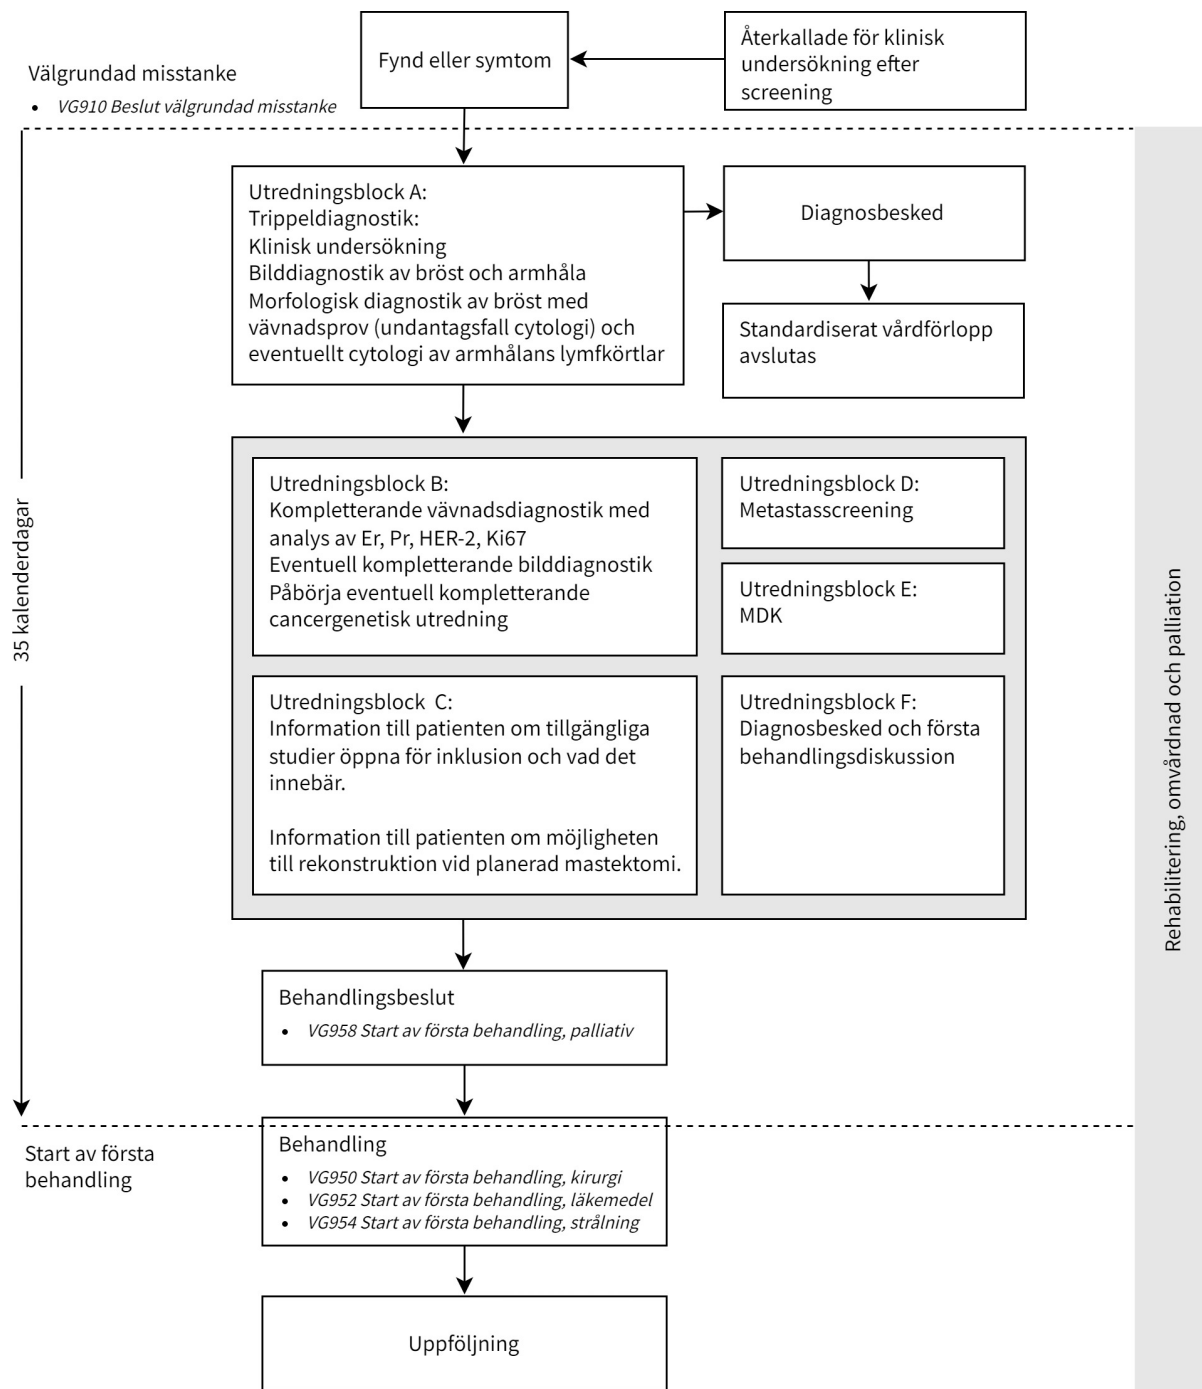 Fynd eller symtom
Återkallade för klinisk
undersökning efter
screening
Välgrundad misstanke
• VG910 Beslut välgrundad misstanke
Utredningsblock A:
Trippeldiagnostik:
Klinisk undersökning
Bilddiagnostik av bröst och armhåla
Morfologisk diagnostik av bröst med
vävnadsprov (undantagsfall cytologi) och
eventuellt cytologi av armhålans lymfkörtlar
Diagnosbesked
Standardiserat vårdförlopp
avslutas
35 kalenderdagar
Utredningsblock B:
Kompletterande vävnadsdiagnostik med
analys av Er, Pr, HER-2, Ki67
Eventuell kompletterande bilddiagnostik
Påbörja eventuell kompletterande
cancergenetisk utredning
Utredningsblock D:
Metastasscreening
Utredningsblock E:
MDK
Utredningsblock C:
Information till patienten om tillgängliga
studier öppna för inklusion och vad det
innebär.
Information till patienten om möjligheten
till rekonstruktion vid planerad mastektomi.
Utredningsblock F:
Diagnosbesked och första
behandlingsdiskussion
Rehabilitering, omvårdnad och palliation
Behandlingsbeslut
• VG958 Start av första behandling, palliativ
Start av första
behandling
Behandling
• VG950 Start av första behandling, kirurgi
• VG952 Start av första behandling, läkemedel
• VG954 Start av första behandling, strålning
Uppföljning